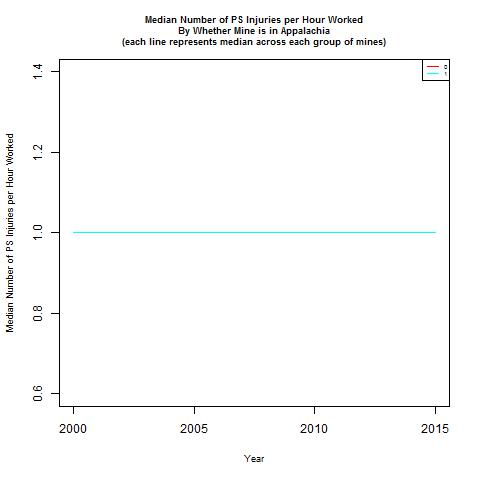 Median Number of PS Injuries per Hour Worked
By Whether Mine is in Appalachia
(each line represents median across each group of mines)
0
1
Median Number of PS Injuries per Hour Worked
1.4
1.2
1.0
0.8
0.6
2000 2005 2010 2015
Year